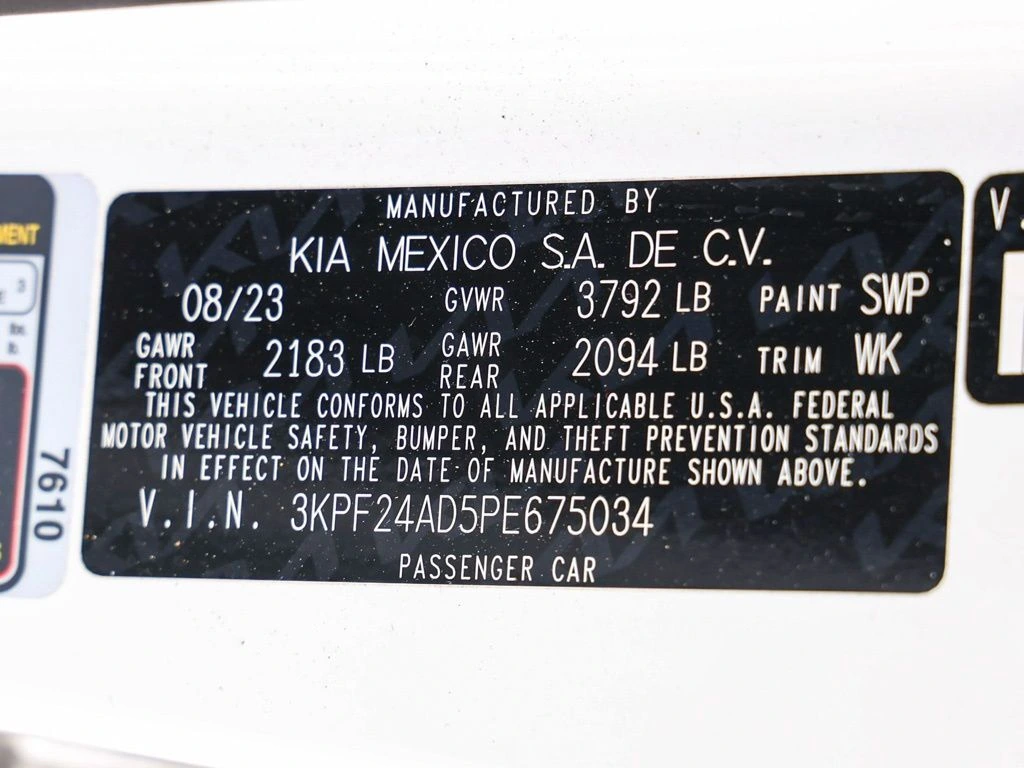 MANUFACTURED BY
KIA MEXICO S.A. DE C.V.
08/23 GVWR 3792 LB PAINT SWP
GAWR FRONT 2183 LB GAWR REAR 2094 LB TRIM WK
THIS VEHICLE CONFORMS TO ALL APPLICABLE U.S.A. FEDERAL
MOTOR VEHICLE SAFETY, BUMPER, AND THEFT PREVENTION STANDARDS
IN EFFECT ON THE DATE OF MANUFACTURE SHOWN ABOVE.
V.I.N. 3KPF24AD5PE675034
PASSENGER CAR
7610
3
lb.
V.